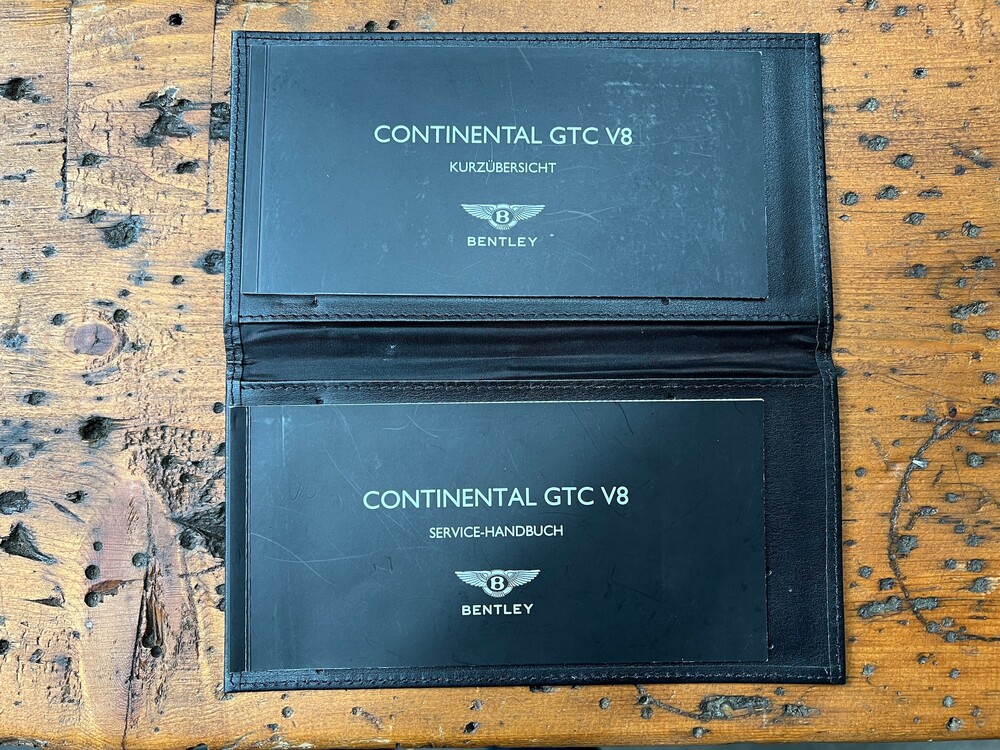 CONTINENTAL GTC V8
KURZÜBERSICHT
B
BENTLEY
CONTINENTAL GTC V8
SERVICE-HANDBUCH
B
BENTLEY